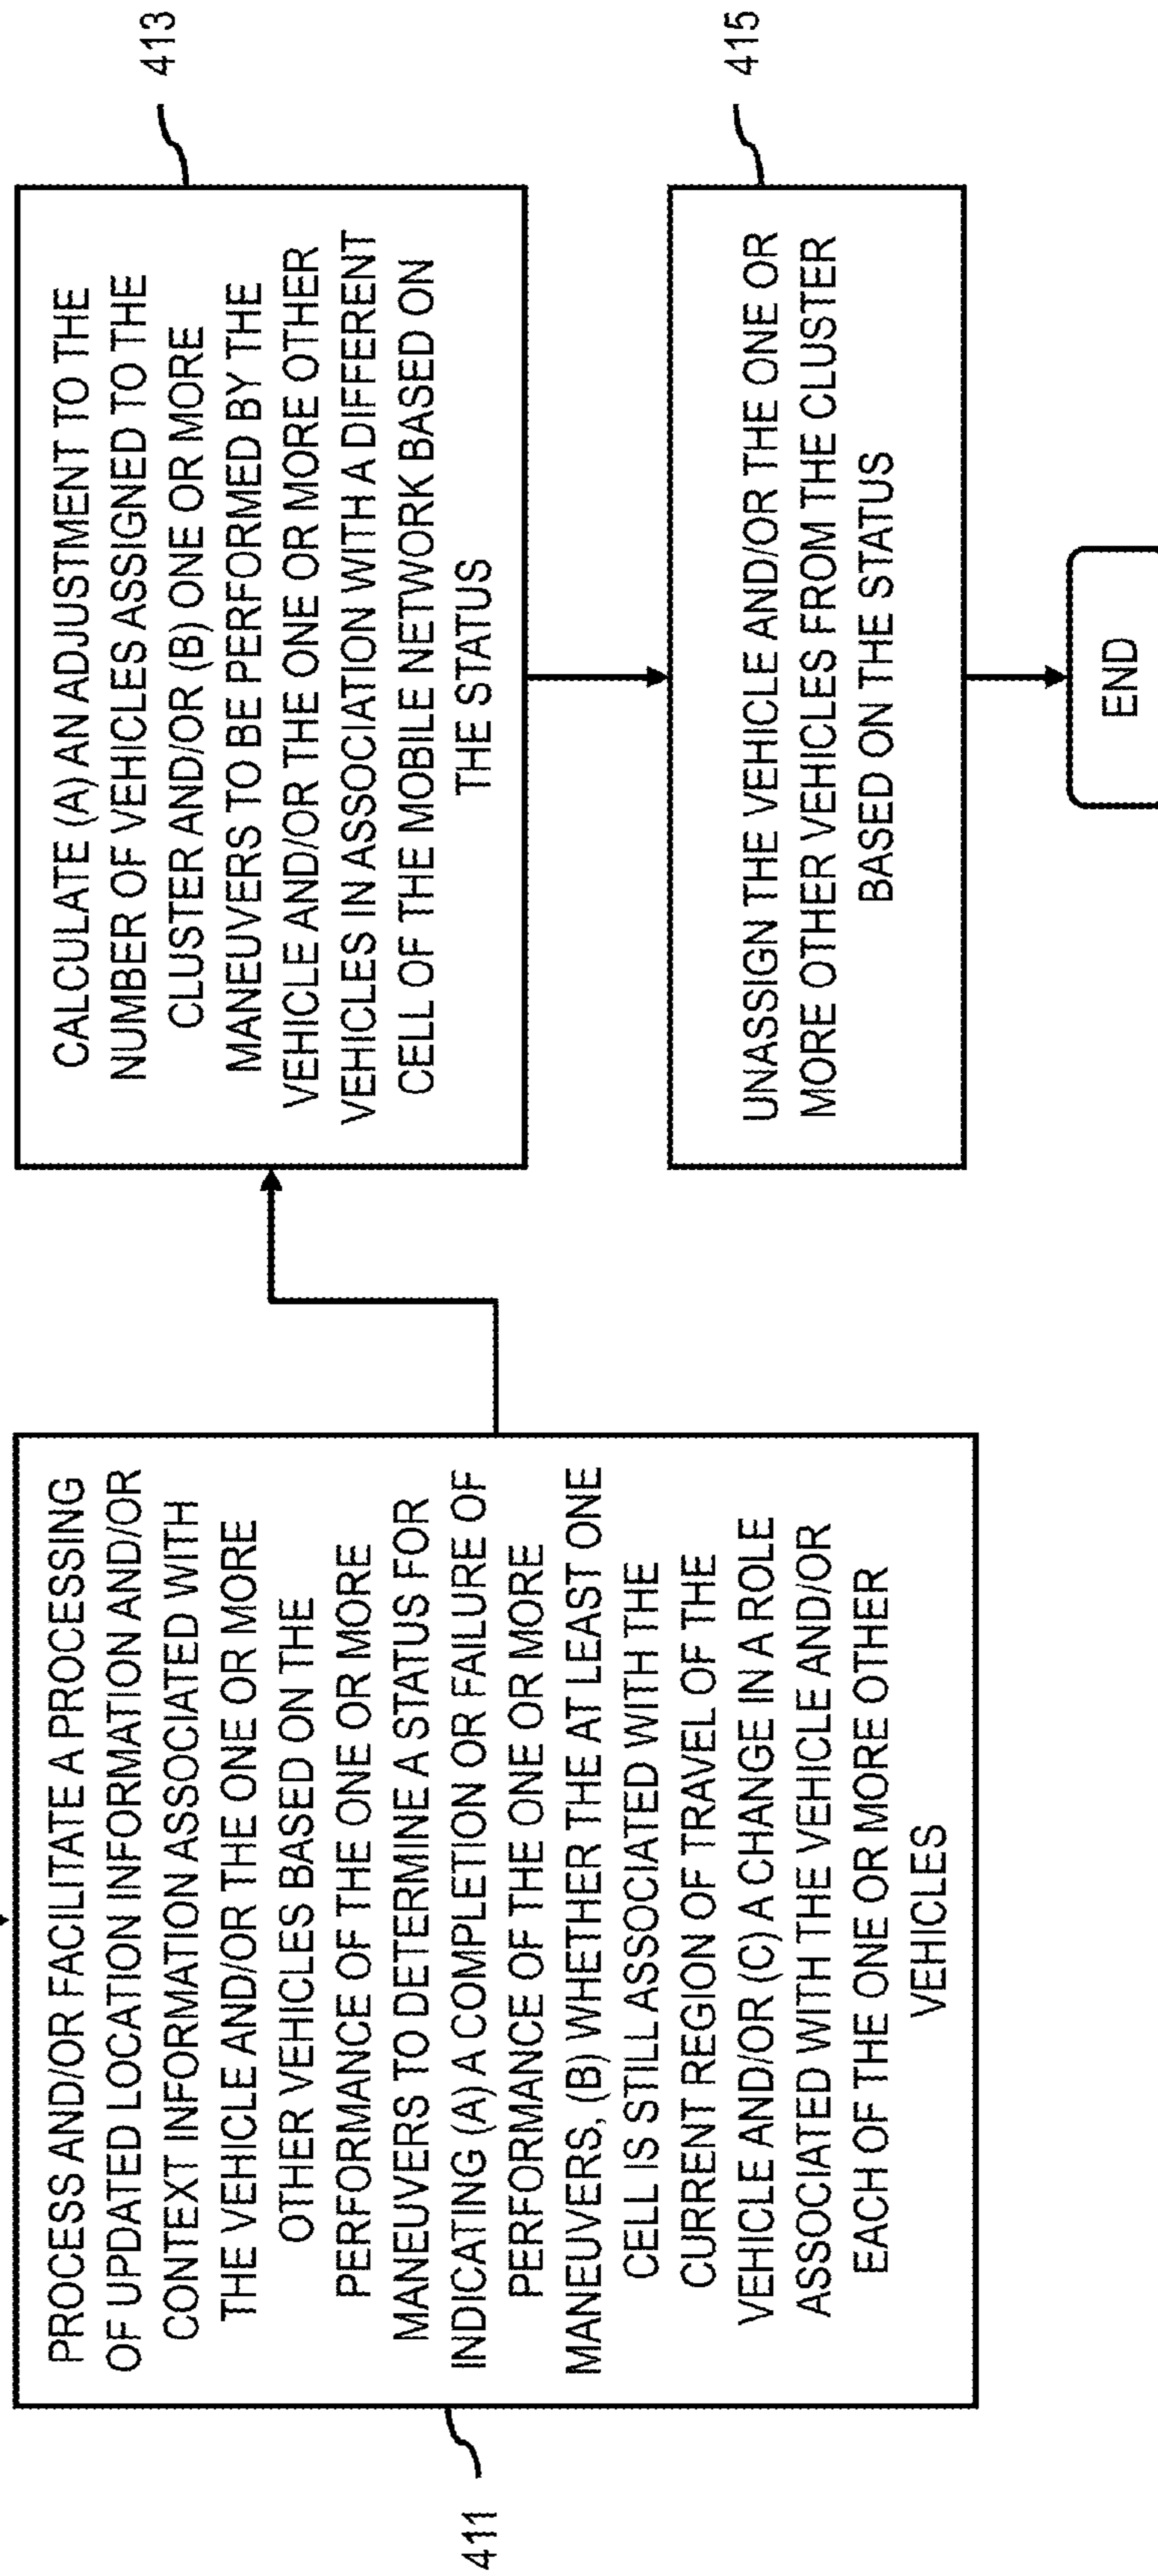 PROCESS AND/OR FACILITATE A PROCESSING
OF UPDATED LOCATION INFORMATION AND/OR
CONTEXT INFORMATION ASSOCIATED WITH
THE VEHICLE AND/OR THE ONE OR MORE
OTHER VEHICLES BASED ON THE
PERFORMANCE OF THE ONE OR MORE
MANEUVERS TO DETERMINE A STATUS FOR
INDICATING (A) A COMPLETION OR FAILURE OF
PERFORMANCE OF THE ONE OR MORE
MANEUVERS, (B) WHETHER THE AT LEAST ONE
CELL IS STILL ASSOCIATED WITH THE
CURRENT REGION OF TRAVEL OF THE
VEHICLE AND/OR (C) A CHANGE IN A ROLE
ASSOCIATED WITH THE VEHICLE AND/OR
EACH OF THE ONE OR MORE OTHER
VEHICLES
411
CALCULATE (A) AN ADJUSTMENT TO THE
NUMBER OF VEHICLES ASSIGNED TO THE
CLUSTER AND/OR (B) ONE OR MORE
MANEUVERS TO BE PERFORMED BY THE
VEHICLE AND/OR THE ONE OR MORE OTHER
VEHICLES IN ASSOCIATION WITH A DIFFERENT
CELL OF THE MOBILE NETWORK BASED ON
THE STATUS
413
UNASSIGN THE VEHICLE AND/OR THE ONE OR
MORE OTHER VEHICLES FROM THE CLUSTER
BASED ON THE STATUS
415
END